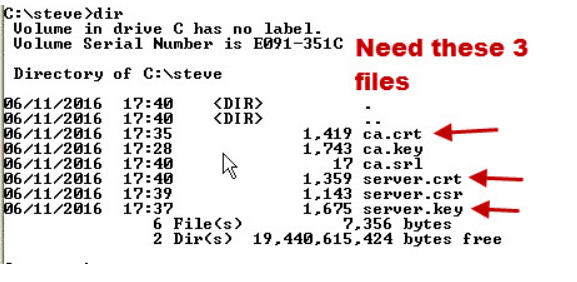 C:\steve>dir
Volume in drive C has no label.
Volume Serial Number is E091-351C
Need these 3
files
Directory of C:\steve
06/11/2016 17:40 <DIR> .
06/11/2016 17:40 <DIR> ..
06/11/2016 17:35 1,419 ca.crt
06/11/2016 17:28 1,743 ca.key
06/11/2016 17:40 17 ca.srl
06/11/2016 17:40 1,359 server.crt
06/11/2016 17:39 1,143 server.csr
06/11/2016 17:37 1,675 server.key
6 File(s) 7,356 bytes
2 Dir(s) 19,440,615,424 bytes free